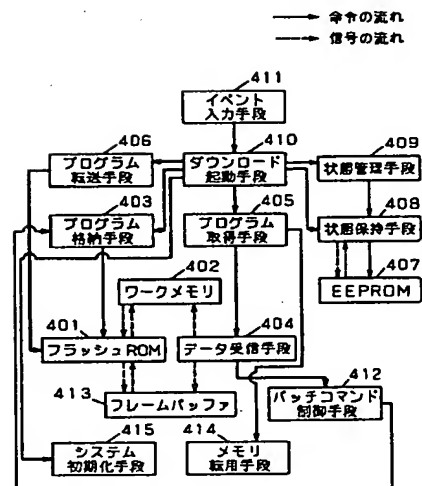 命令の流れ
信号の流れ
411
イベント
入力手段
406
プログラム
転送手段
410
ダウンロード
起動手段
409
状態管理手段
403
プログラム
格納手段
405
プログラム
取得手段
408
状態保持手段
402
ワークメモリ
407
EEPROM
401
フラッシュROM
404
データ受信手段
412
パッチコマンド
制御手段
413
フレームバッファ
415
システム
初期化手段
414
メモリ
転用手段